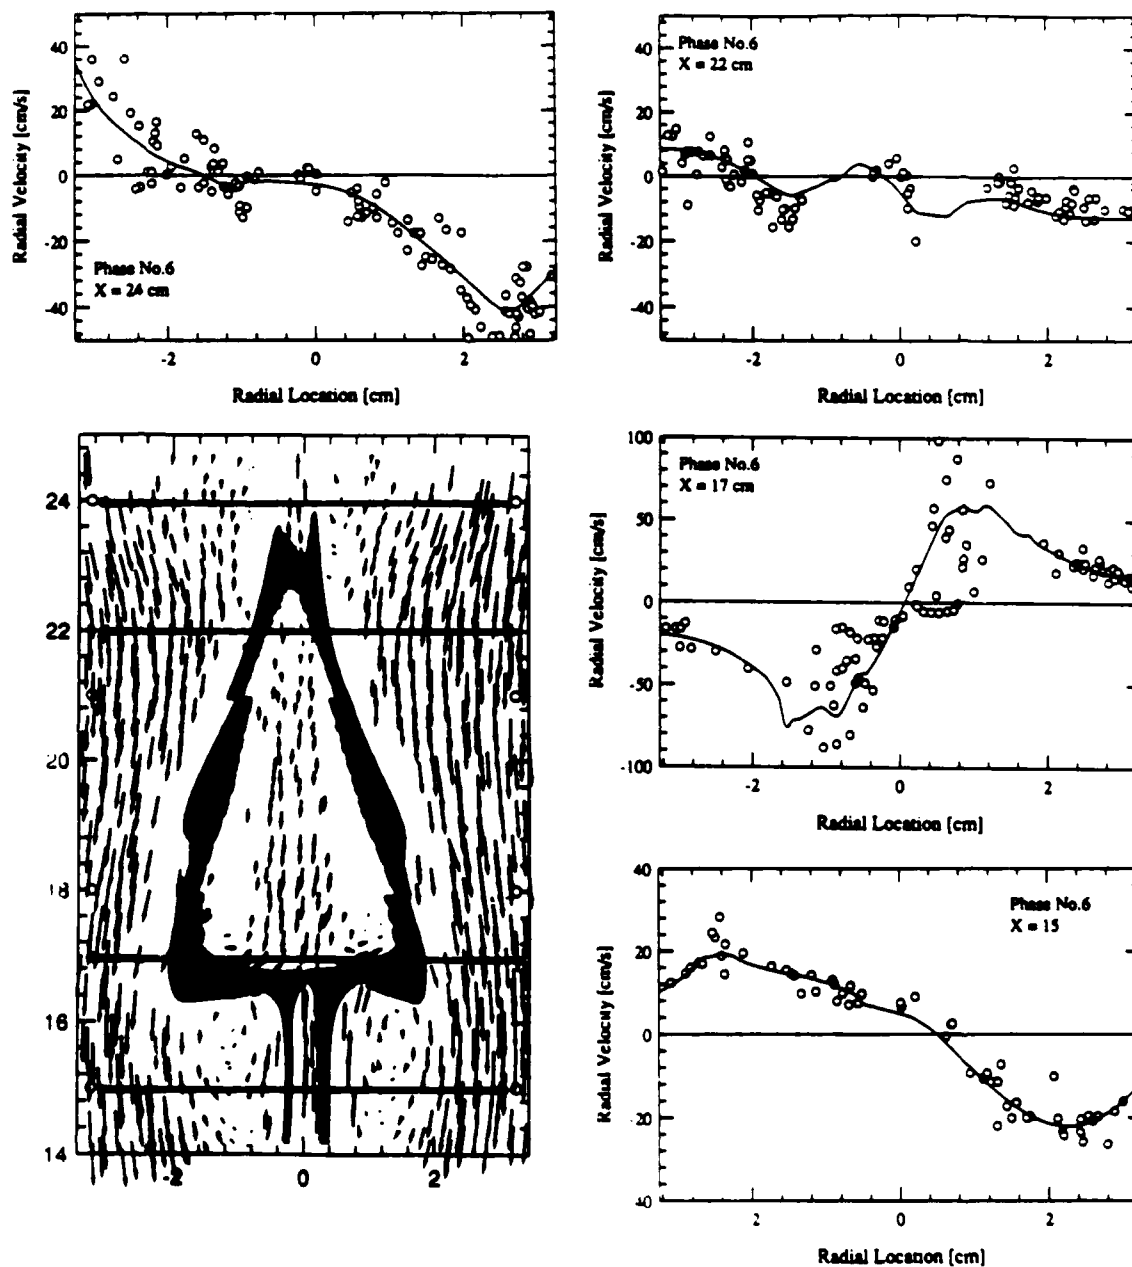 40
20
0
-20
-40
Radial Velocity [cm/s]
Phase No.6
X = 24 cm
-2
0
2
Radial Location [cm]
40
20
0
-20
-40
Radial Velocity [cm/s]
Phase No.6
X = 22 cm
-2
0
2
Radial Location [cm]
24
22
20
18
16
14
-2
0
2
100
50
0
-50
-100
Radial Velocity [cm/s]
Phase No.6
X = 17 cm
-2
0
2
Radial Location [cm]
40
20
0
-20
40
Radial Velocity [cm/s]
Phase No.6
X = 15
2
0
2
Radial Location [cm]